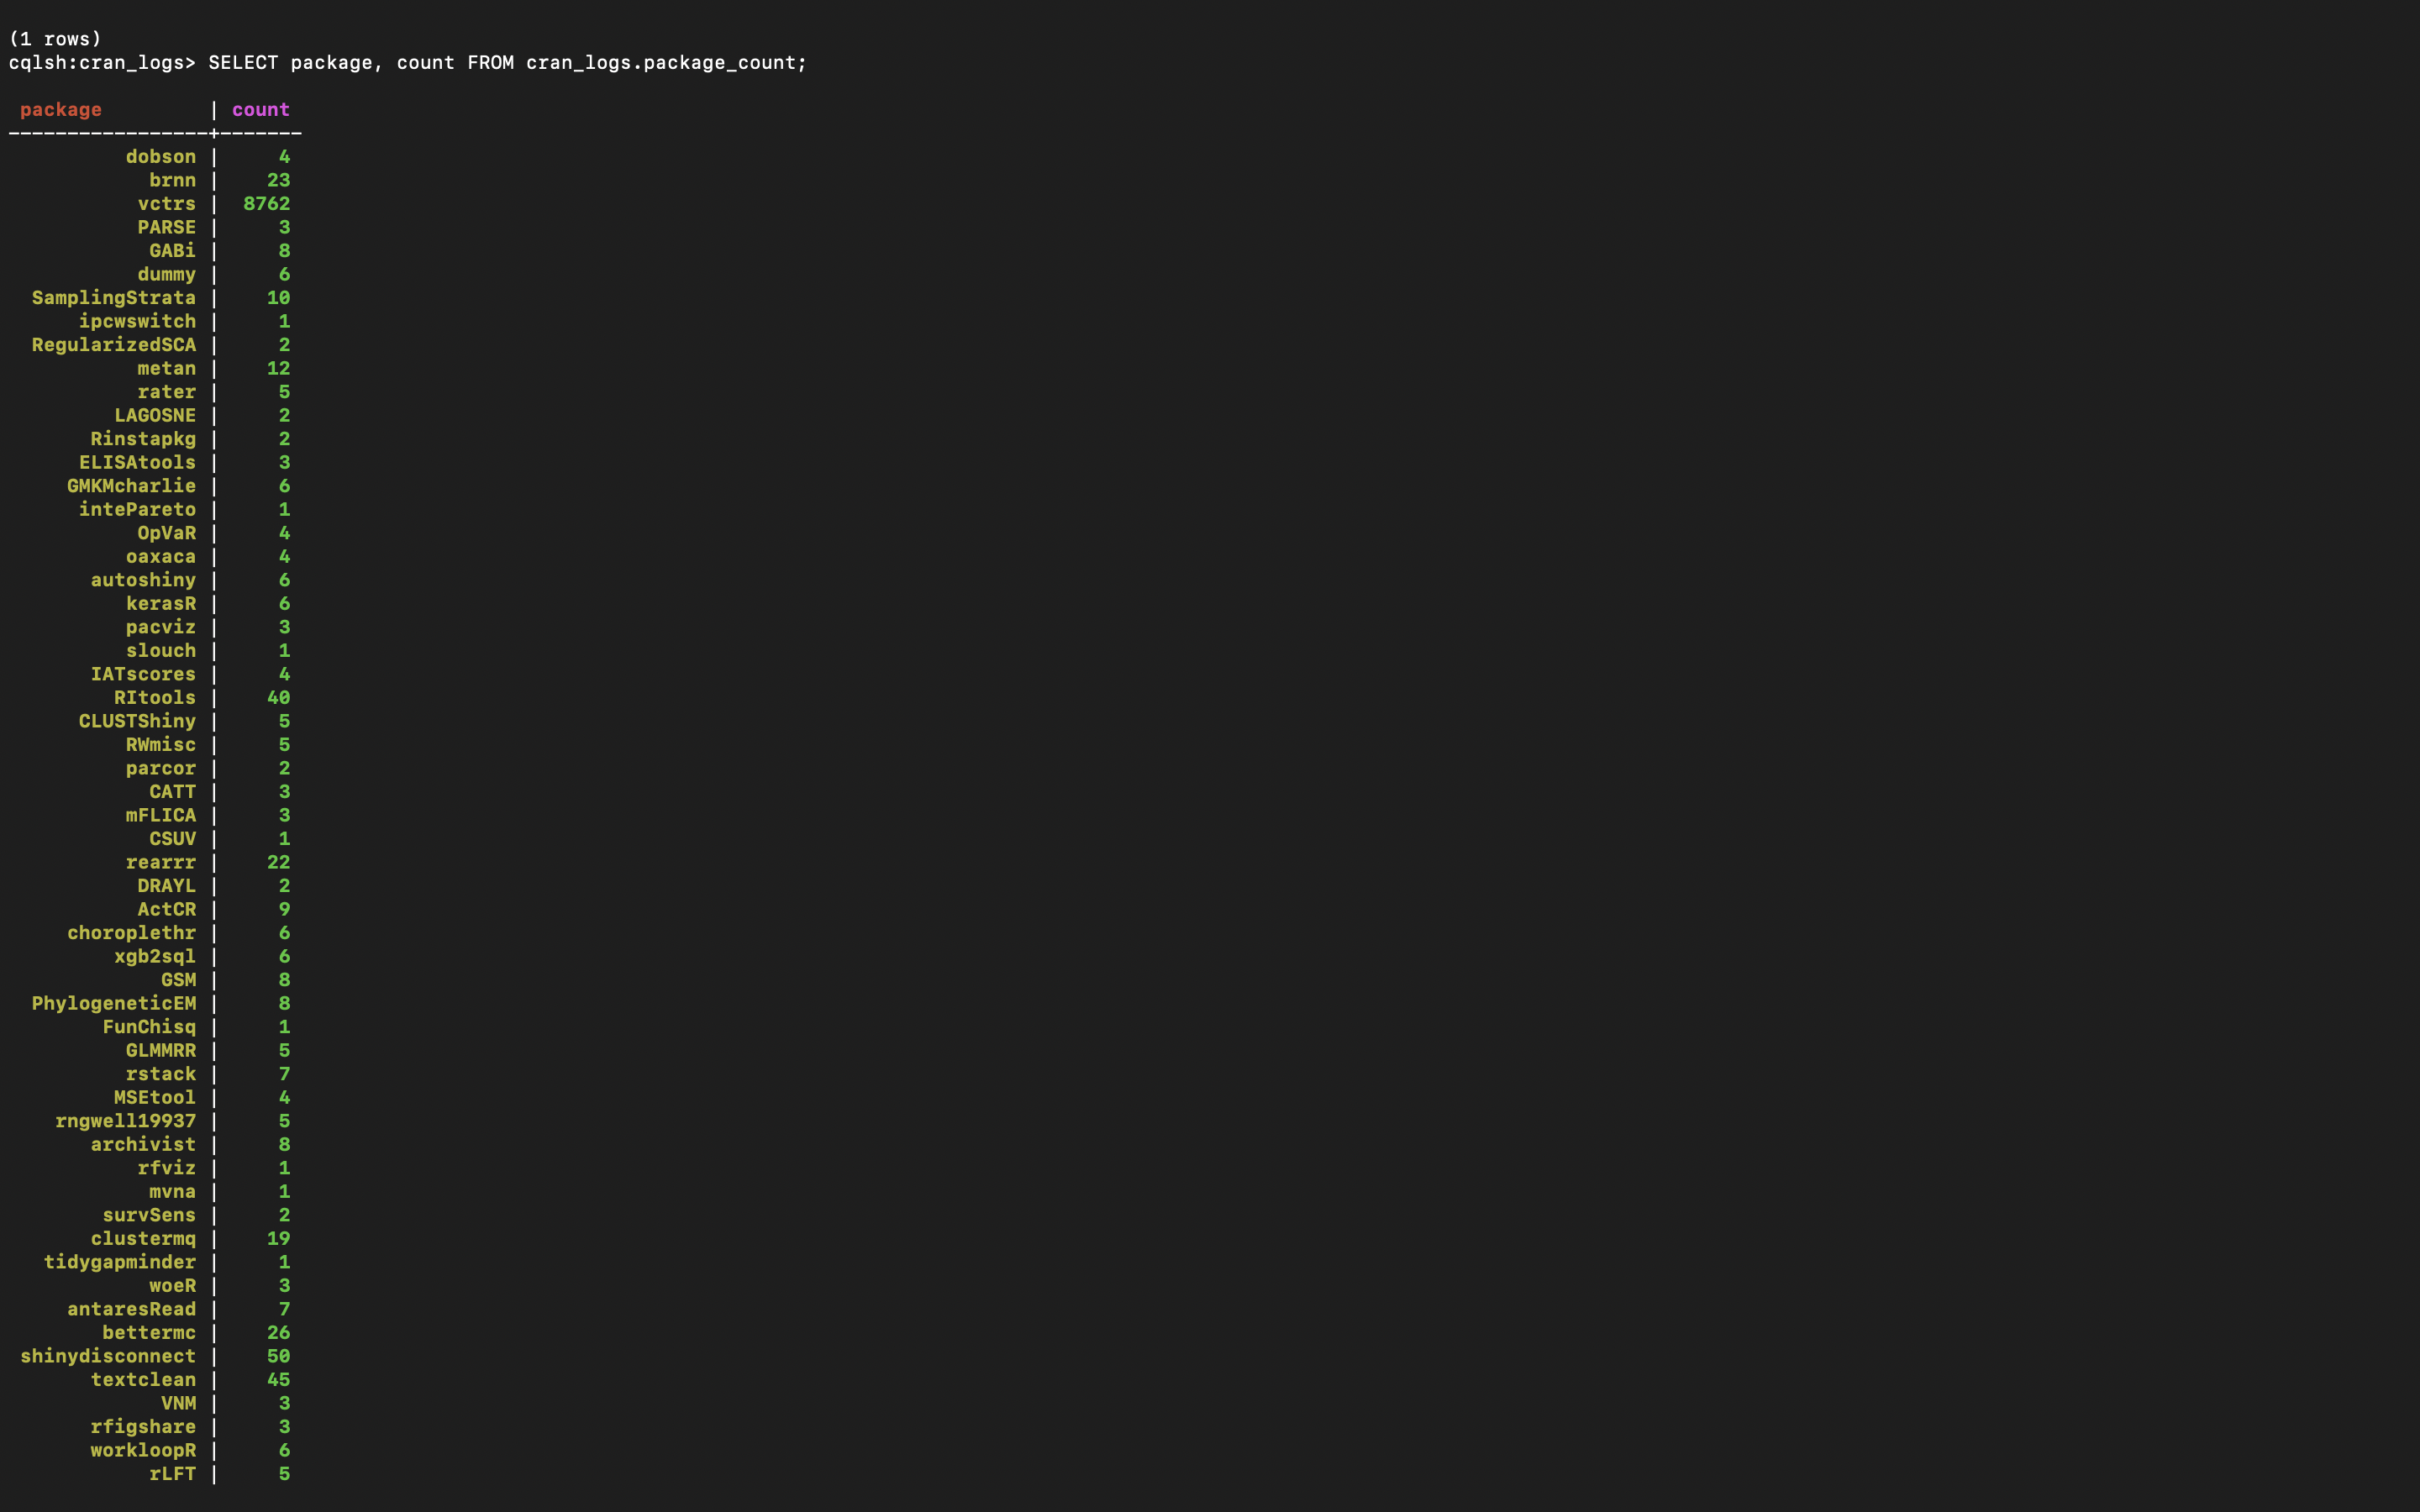 (1 rows)
cqlsh:cran_logs> SELECT package, count FROM cran_logs.package_count;
package | count
-----------------+-------
dobson | 4
brnn | 23
vctrs | 8762
PARSE | 3
GABi | 8
dummy | 6
SamplingStrata | 10
ipcwswitch | 1
RegularizedSCA | 2
metan | 12
rater | 5
LAGOSNE | 2
Rinstapkg | 2
ELISAtools | 3
GMKMcharlie | 6
intePareto | 1
OpVaR | 4
oaxaca | 4
autoshiny | 6
kerasR | 6
pacviz | 3
slouch | 1
IATscores | 4
RItools | 40
CLUSTShiny | 5
RWmisc | 5
parcor | 2
CATT | 3
mFLICA | 3
CSUV | 1
rearrr | 22
DRAYL | 2
ActCR | 9
choroplethr | 6
xgb2sql | 6
GSM | 8
PhylogeneticEM | 8
FunChisq | 1
GLMMRR | 5
rstack | 7
MSEtool | 4
rngwell19937 | 5
archivist | 8
rfviz | 1
mvna | 1
survSens | 2
clustermq | 19
tidygapminder | 1
woeR | 3
antaresRead | 7
bettermc | 26
shinydisconnect | 50
textclean | 45
VNM | 3
rfigshare | 3
workloopR | 6
rLFT | 5